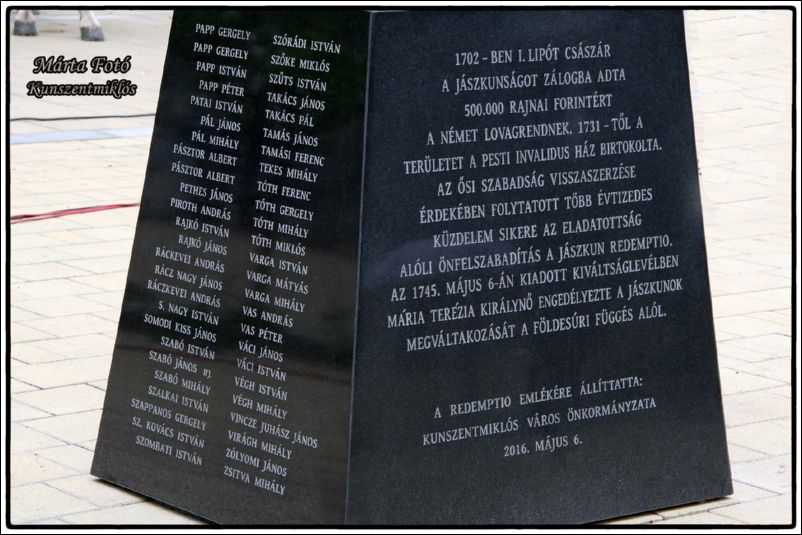 Márta Fotó
Kunszentmiklós
PAPP GERGELY
PAPP GERGELY
PAPP ISTVÁN
PAPP PÉTER
PATAI ISTVÁN
PÁL JÁNOS
PÁL MIHÁLY
PÁSZTOR ALBERT
PÁSZTOR ALBERT
PETHES JÁNOS
PIROTH ANDRÁS
RAJKÓ ISTVÁN
RAJKÓ JÁNOS
RÁCKEVEI ANDRÁS
RÁCZ NAGY JÁNOS
RÁCZKEVEI ANDRÁS
S. NAGY ISTVÁN
SOMODI KISS JÁNOS
SZABÓ ISTVÁN
SZABÓ JÁNOS IFJ.
SZABÓ MIHÁLY
SZALKAI ISTVÁN
SZAPPANOS GERGELY
SZ. KOVÁCS ISTVÁN
SZOMBATI ISTVÁN
SZÓRÁDI ISTVÁN
SZŐKE MIKLÓS
SZŰTS ISTVÁN
TAKÁCS JÁNOS
TAKÁCS PÁL
TAMÁS JÁNOS
TAMÁSI FERENC
TEKES MIHÁLY
TÓTH FERENC
TÓTH GERGELY
TÓTH MIHÁLY
TÓTH MIKLÓS
VARGA ISTVÁN
VARGA MÁTYÁS
VARGA MIHÁLY
VAS ANDRÁS
VAS PÉTER
VÁCI JÁNOS
VÁCI ISTVÁN
VÉGH ISTVÁN
VÉGH MIHÁLY
VINCZE JUHÁSZ JÁNOS
VIRÁGH MIHÁLY
ZÓLYOMI JÁNOS
ZSITVA MIHÁLY
1702-BEN I. LIPÓT CSÁSZÁR
A JÁSZKUNSÁGOT ZÁLOGBA ADTA
500.000 RAJNAI FORINTÉRT
A NÉMET LOVAGRENDNEK. 1731-TŐL A
TERÜLETET A PESTI INVALIDUS HÁZ BIRTOKOLTA.
AZ ŐSI SZABADSÁG VISSZASZERZÉSE
ÉRDEKÉBEN FOLYTATOTT TÖBB ÉVTIZEDES
KÜZDELEM SIKERE AZ ELADATOTTSÁG
ALÓLI ÖNFELSZABADÍTÁS A JÁSZKUN REDEMPTIO.
AZ 1745. MÁJUS 6-ÁN KIADOTT KIVÁLTSÁGLEVÉLBEN
MÁRIA TERÉZIA KIRÁLYNŐ ENGEDÉLYEZTE A JÁSZKUNOK
MEGVÁLTAKOZÁSÁT A FÖLDESÚRI FÜGGÉS ALÓL.
A REDEMPTIO EMLÉKÉRE ÁLLÍTTATTA:
KUNSZENTMIKLÓS VÁROS ÖNKORMÁNYZATA
2016. MÁJUS 6.